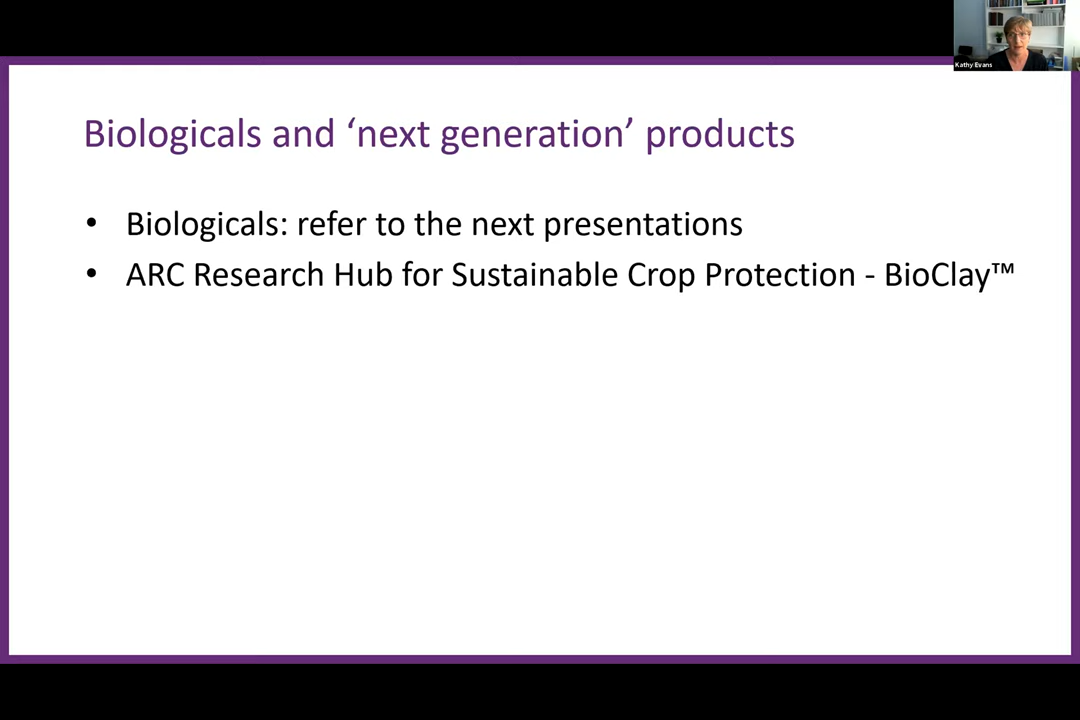 Kathy Evans
Biologicals and ‘next generation’ products
• Biologicals: refer to the next presentations
• ARC Research Hub for Sustainable Crop Protection - BioClay™